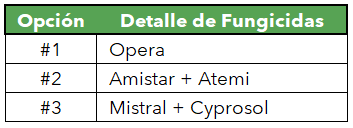 Opción Detalle de Fungicidas
#1 Opera
#2 Amistar + Atemi
#3 Mistral + Cyprosol